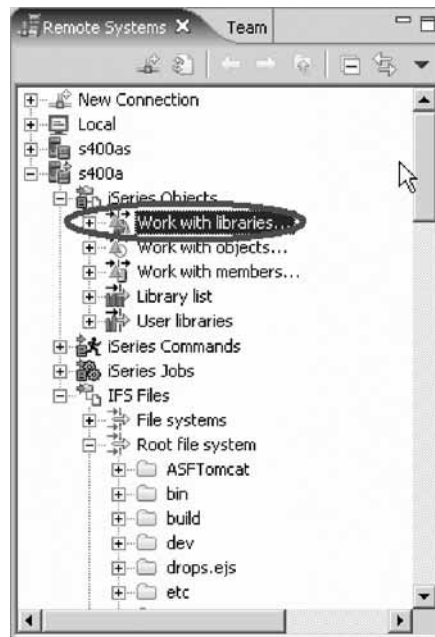 Remote Systems Team
New Connection
Local
s400as
s400a
iSeries Objects
Work with libraries...
Work with objects...
Work with members...
Library list
User libraries
iSeries Commands
iSeries Jobs
IFS Files
File systems
Root file system
ASFTomcat
bin
build
dev
drops.ejs
etc